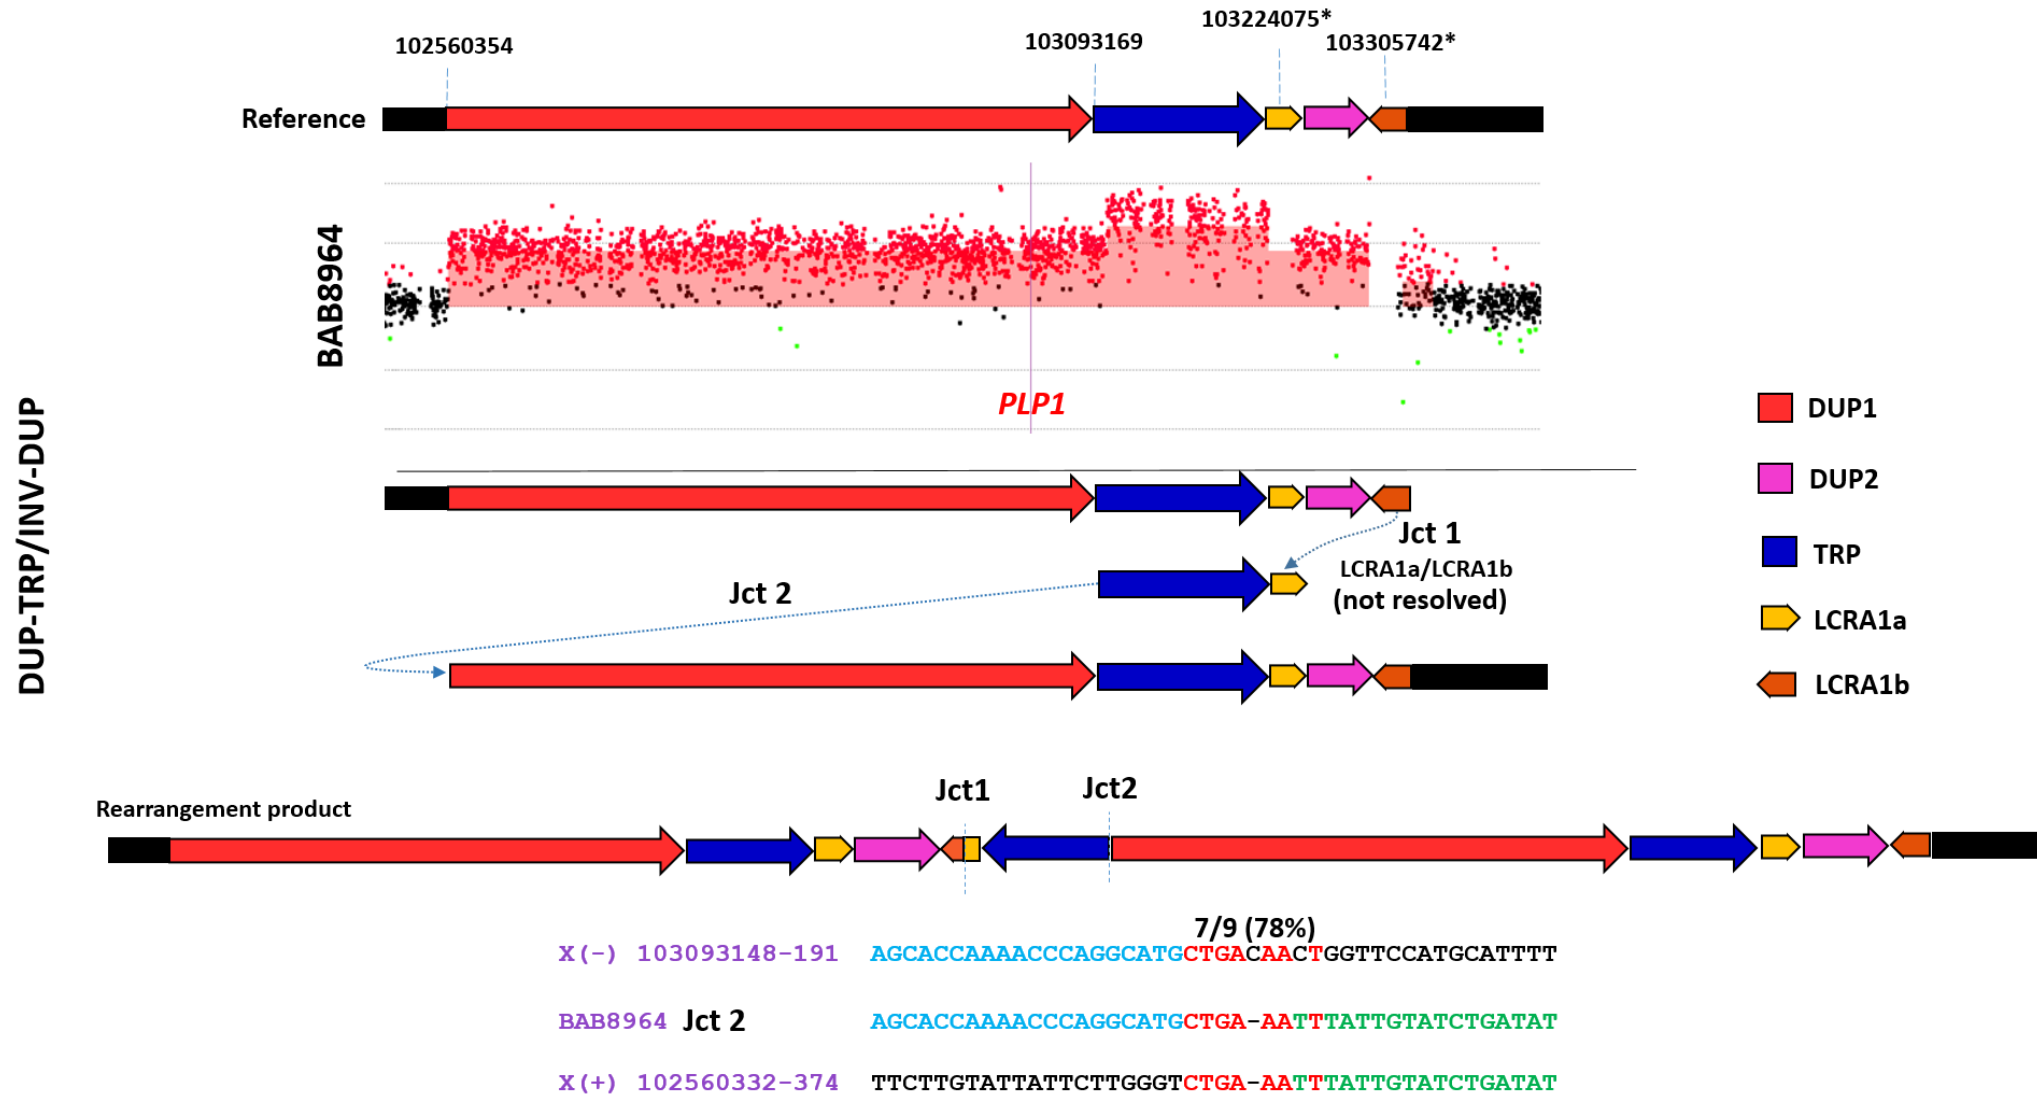 103224075*
102560354
103093169
103305742*
Reference
BAB8964
PLP1
DUP-TRP/INV-DUP
DUP1
DUP2
TRP
LCRA1a
LCRA1b
Jct 1
LCRA1a/LCRA1b
(not resolved)
Jct 2
Rearrangement product
Jct1
Jct2
7/9 (78%)
X(-) 103093148-191 AGCACCAAAACCCAGGCATGCTGACAACTGGTTCCATGCATTTT
BAB8964 Jct 2 AGCACCAAAACCCAGGCATGCTGA-AATTTATTGTATCTGATAT
X(+) 102560332-374 TTCTTGTATTATTCTTGGGTCTGA-AATTTATTGTATCTGATAT